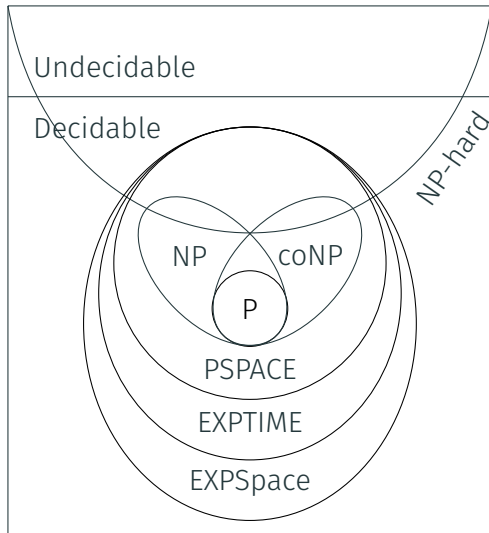 Undecidable
Decidable
NP-hard
NP
coNP
P
PSPACE
EXPTIME
EXPSpace